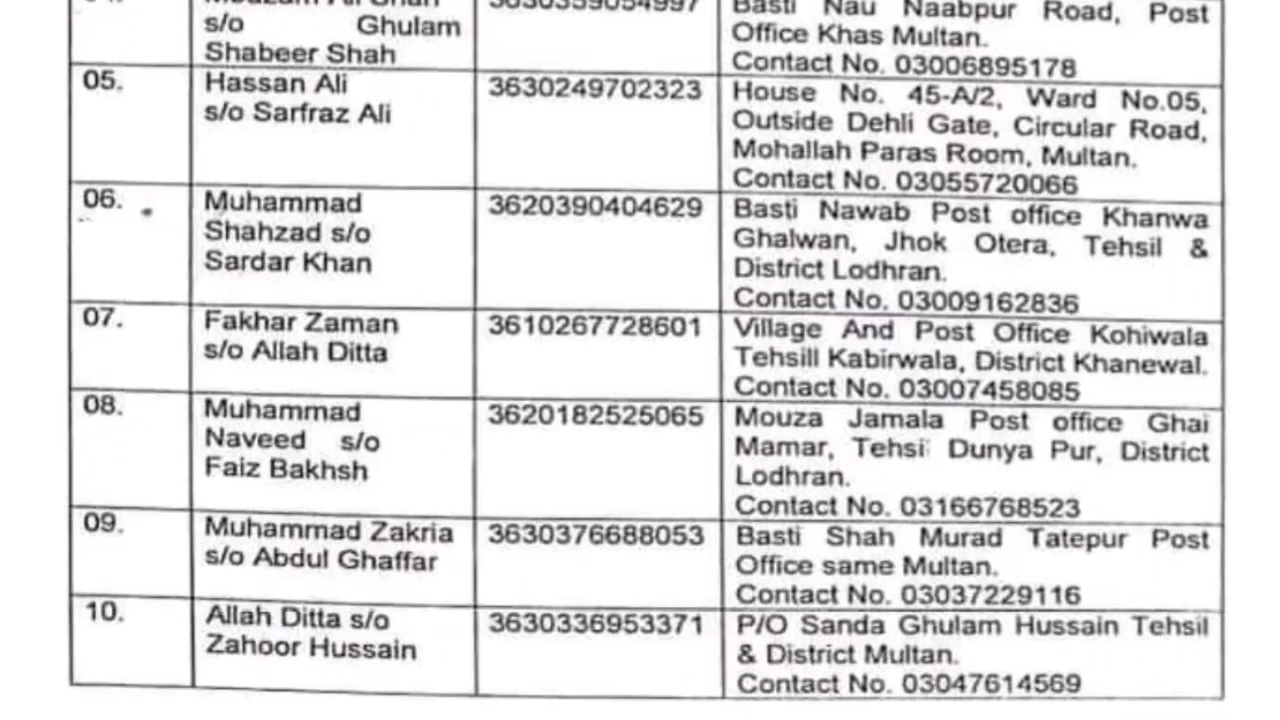 s/o Ghulam
Shabeer Shah
Basti Nau Naabpur Road, Post
Office Khas Multan.
Contact No. 03006895178
05.
Hassan Ali
s/o Sarfraz Ali
3630249702323
House No. 45-A/2, Ward No.05,
Outside Dehli Gate, Circular Road,
Mohallah Paras Room, Multan.
Contact No. 03055720066
06.
Muhammad
Shahzad s/o
Sardar Khan
3620390404629
Basti Nawab Post office Khanwa
Ghalwan, Jhok Otera, Tehsil &
District Lodhran.
Contact No. 03009162836
07.
Fakhar Zaman
s/o Allah Ditta
3610267728601
Village And Post Office Kohiwala
Tehsill Kabirwala, District Khanewal.
Contact No. 03007458085
08.
Muhammad
Naveed s/o
Faiz Bakhsh
3620182525065
Mouza Jamala Post office Ghai
Mamar, Dunya Pur, District
Lodhran.
Contact No. 03166768523
09.
Muhammad Zakria
s/o Abdul Ghaffar
3630376688053
Basti Shah Murad Tatepur Post
Office same Multan.
Contact No. 03037229116
10.
Allah Ditta s/o
Zahoor Hussain
3630336953371
P/O Sanda Ghulam Hussain Tehsil
& District Multan.
Contact No. 03047614569